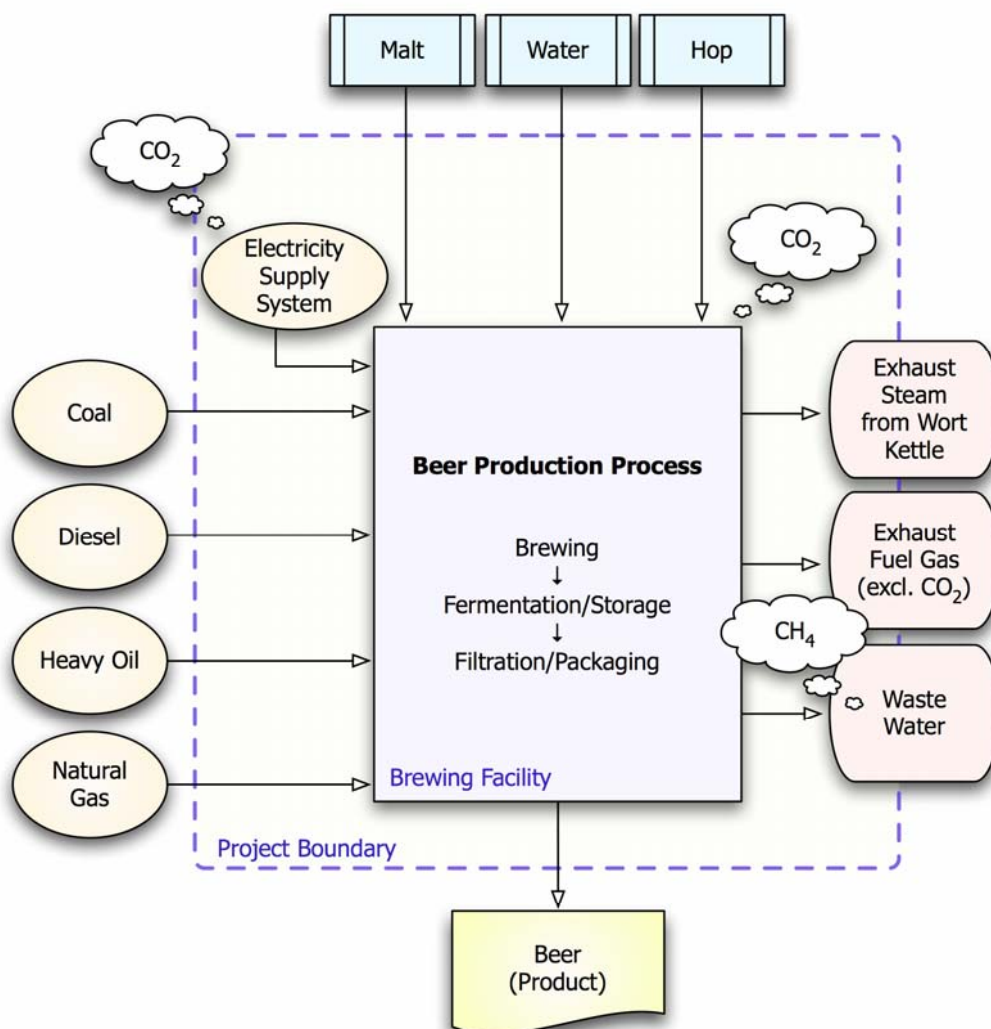 Malt
Water
Hop
CO₂
CO₂
Electricity
Supply
System
Coal
Diesel
Heavy Oil
Natural
Gas
Beer Production Process
Brewing
↓
Fermentation/Storage
↓
Filtration/Packaging
Brewing Facility
Project Boundary
Exhaust
Steam
from Wort
Kettle
Exhaust
Fuel Gas
(excl. CO₂)
CH₄
Waste
Water
Beer
(Product)